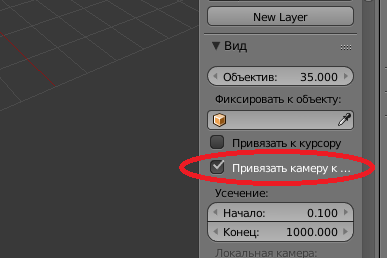 New Layer
Вид
Объектив: 35.000
Фиксировать к объекту:
Привязать к курсору
Привязать камеру к ...
Усечение:
Начало: 0.100
Конец: 1000.000
Локальная камера: